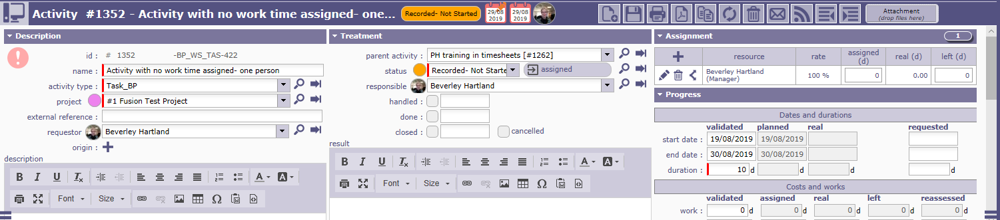 Activity #1352 - Activity with no work time assigned- one...
Recorded- Not Started
29/08 2019
29/08 2019
Attachment
(drop files here)
Description
id : # 1352 -BP_WS_TAS-422
name : Activity with no work time assigned- one person
activity type : Task_BP
project #1 Fusion Test Project
external reference :
requestor Beverley Hartland
origin :
description
B I U Tx
A A
Font Size
Treatment
parent activity : PH training in timesheets [#1262]
status Recorded- Not Starte assigned
responsible Beverley Hartland
handled :
done :
closed : cancelled
result
B I U Tx
A A
Font Size
Assignment 1
resource rate assigned (d) real (d) left (d)
Beverley Hartland (Manager) 100 % 0 0.00 0
Progress
Dates and durations
validated planned real requested
start date : 19/08/2019 19/08/2019
end date : 30/08/2019 30/08/2019
duration : 10 d d d d
Costs and works
validated assigned real left reassessed
work : 0 d 0 d 0 d 0 d 0 d